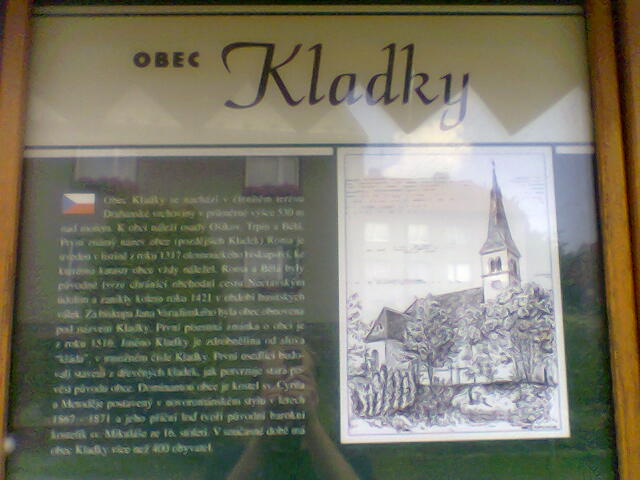 OBEC Kladky
Obec Kladky se nachází v členitém terénu
Drahanské vrchoviny v průměrné výšce 530 m
nad mořem. K obci náleží osady Ošíkov, Trpín a Bělá.
První známý název obce (pozdějších Kladek) Roma je
uveden v listině z roku 1317 olomouckého biskupství, ke
kterému katastr obce vždy náležel. Roma a Bělá byly
původně tvrze chránící obchodní cestu Nectavským
údolím a zanikly kolem roku 1421 v období husitských
válek. Za biskupa Jana Varadínského byla obec obnovena
pod názvem Kladky. První písemná zmínka o obci je
z roku 1516. Jméno Kladky je zdrobnělina od slova
"kláda", v množném čísle Kladky. První osedlíci budo-
vali stavení z dřevěných kladek, jak potvrzuje stará po-
věst původu obce. Dominantou obce je kostel sv. Cyrila
a Metoděje postavený v novorománském stylu v letech
1867 - 1871 a jeho příční loď tvoří původní barokní
kostelík sv. Mikuláše ze 16. století. V současné době má
obec Kladky více než 400 obyvatel.